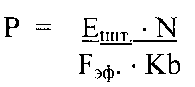 P = Eшт. · N
Fэф. · Kb